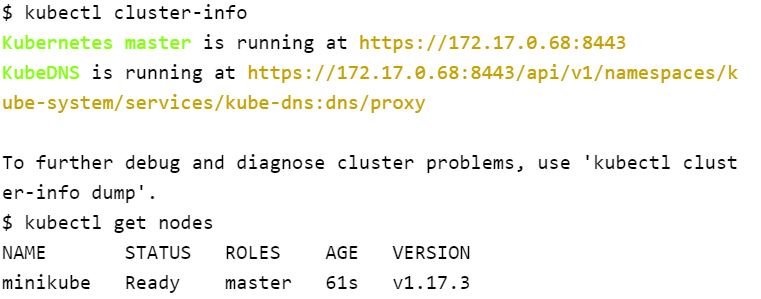 $ kubectl cluster-info
Kubernetes master is running at https://172.17.0.68:8443
KubeDNS is running at https://172.17.0.68:8443/api/v1/namespaces/k
ube-system/services/kube-dns:dns/proxy
To further debug and diagnose cluster problems, use 'kubectl clust
er-info dump'.
$ kubectl get nodes
NAME STATUS ROLES AGE VERSION
minikube Ready master 61s v1.17.3